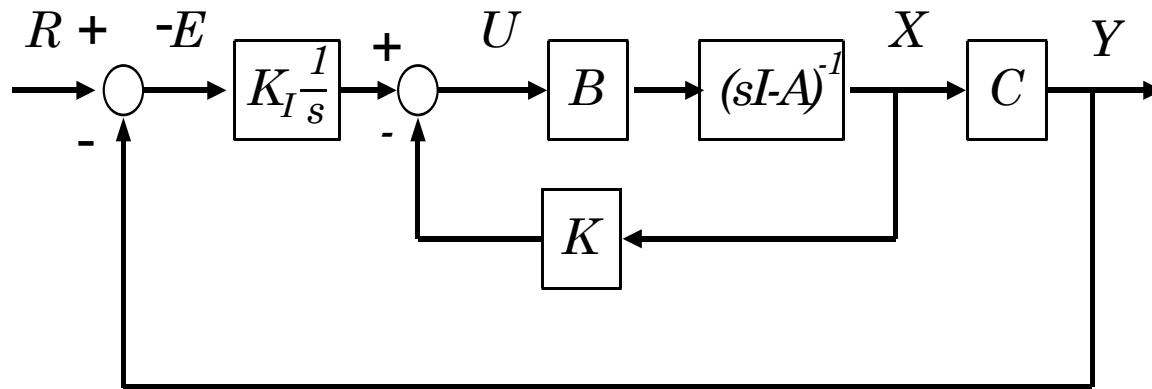 R + -E K_I 1/s + U B (sI-A)^-1 X C Y
- -
K